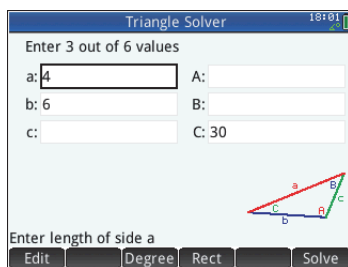 Triangle Solver 18:01
Enter 3 out of 6 values
a: 4 A:
b: 6 B:
c: C: 30
a B
C A c
b
Enter length of side a
Edit Degree Rect Solve